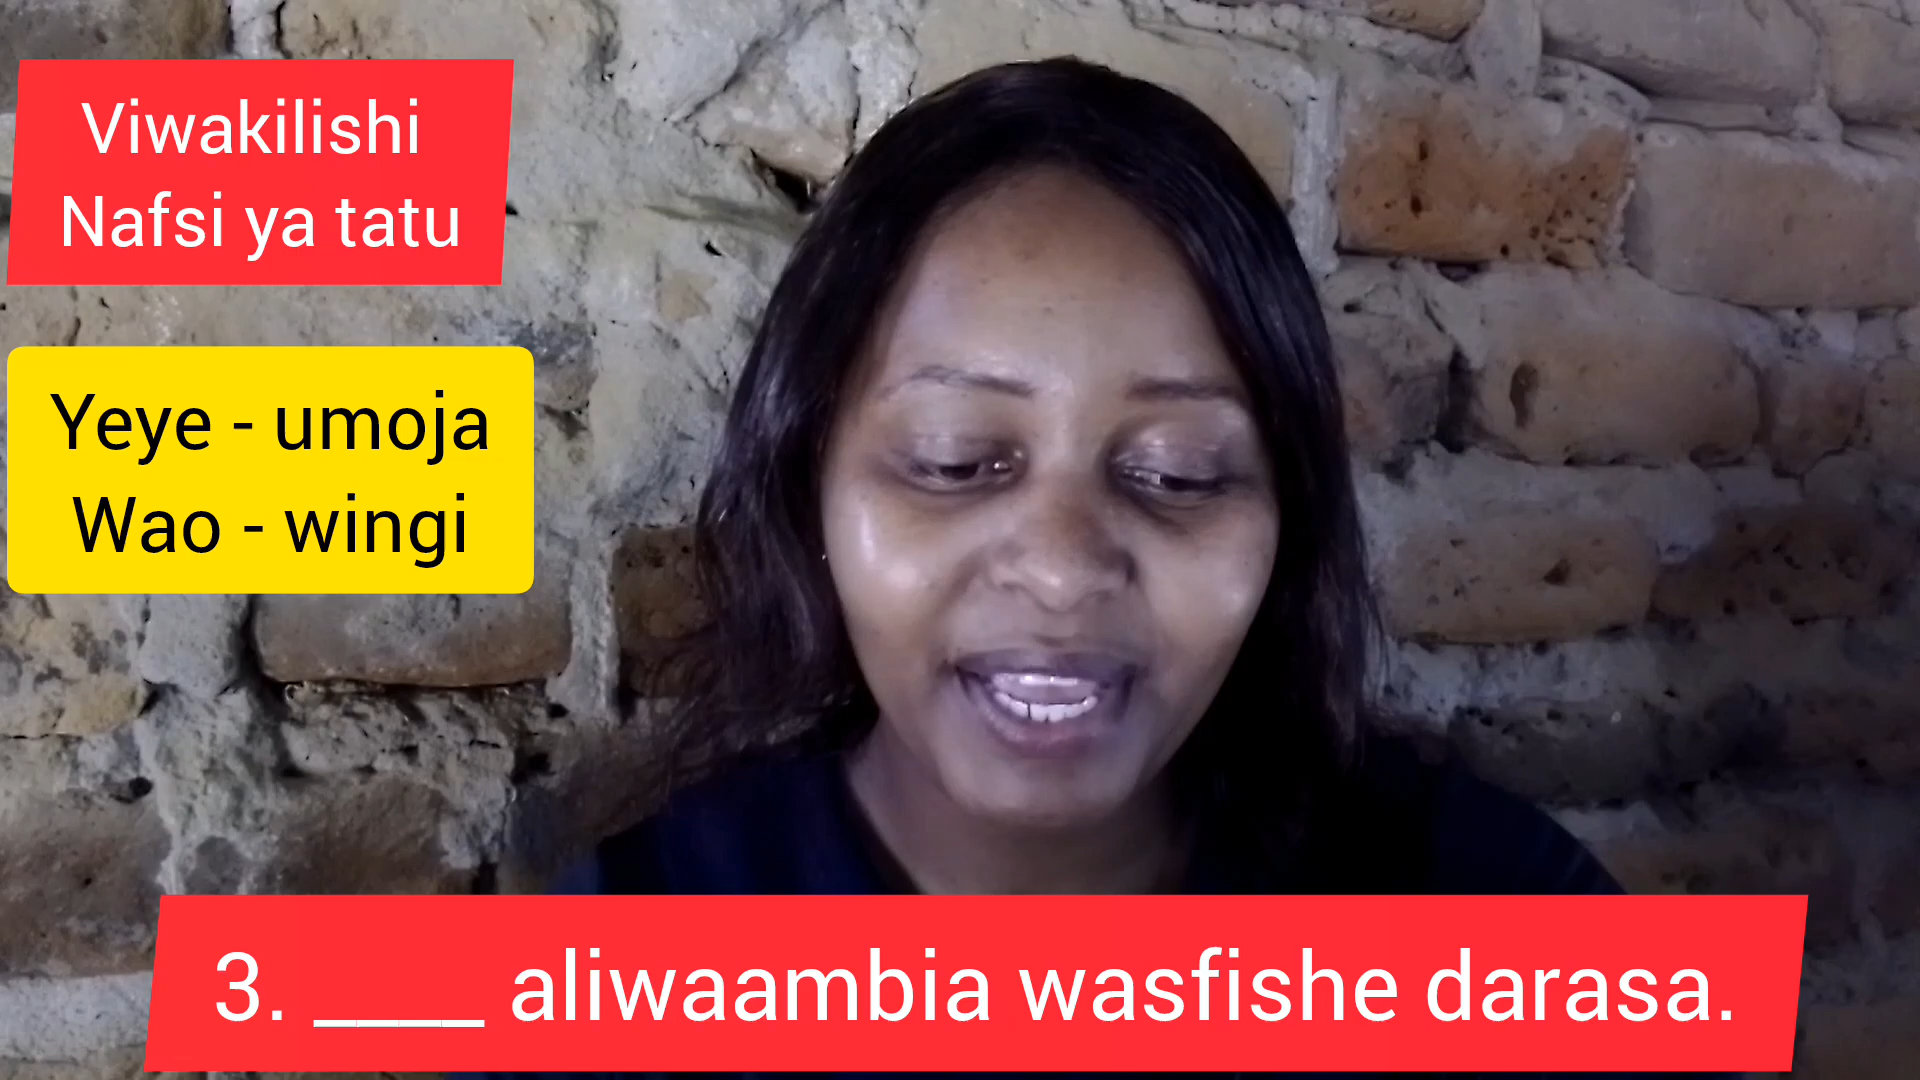 Viwakilishi
Nafsi ya tatu
Yeye - umoja
Wao - wingi
3. ____ aliwaambia wasfishe darasa.